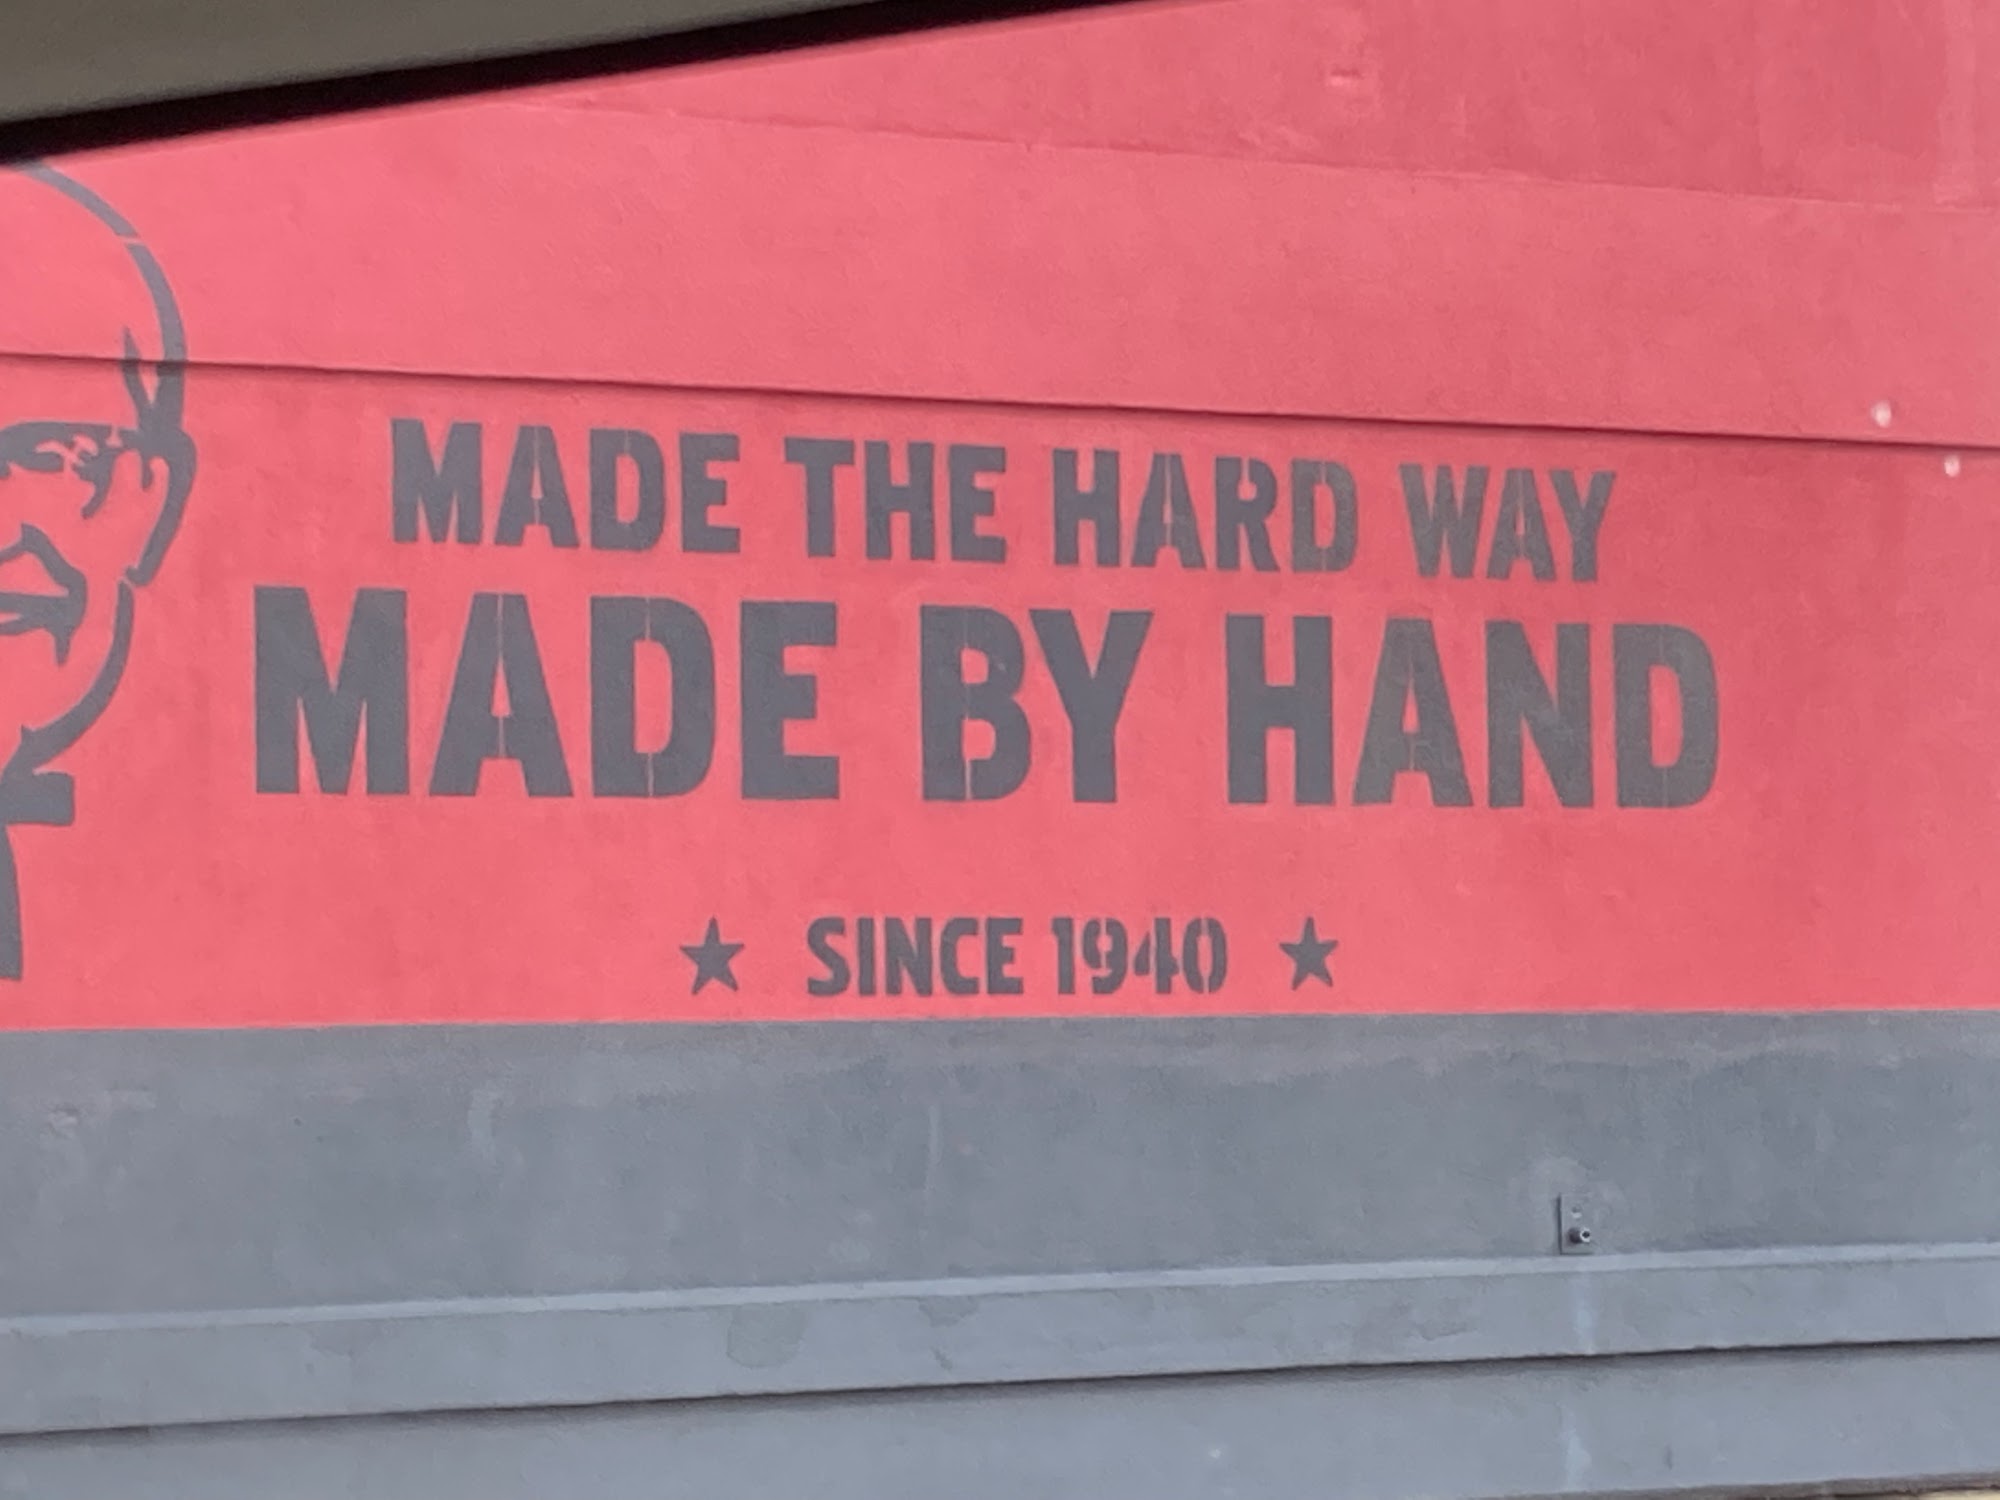 MADE THE HARD WAY
MADE BY HAND
★ SINCE 1940 ★